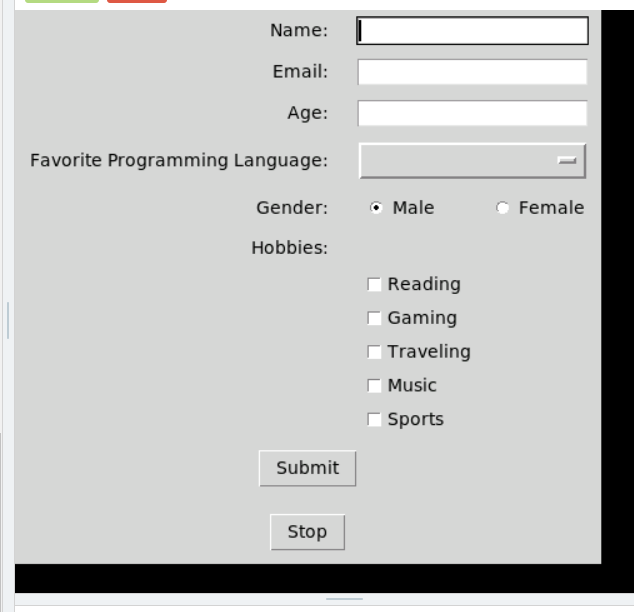 Name:
Email:
Age:
Favorite Programming Language:
Gender: Male Female
Hobbies:
Reading
Gaming
Traveling
Music
Sports
Submit
Stop